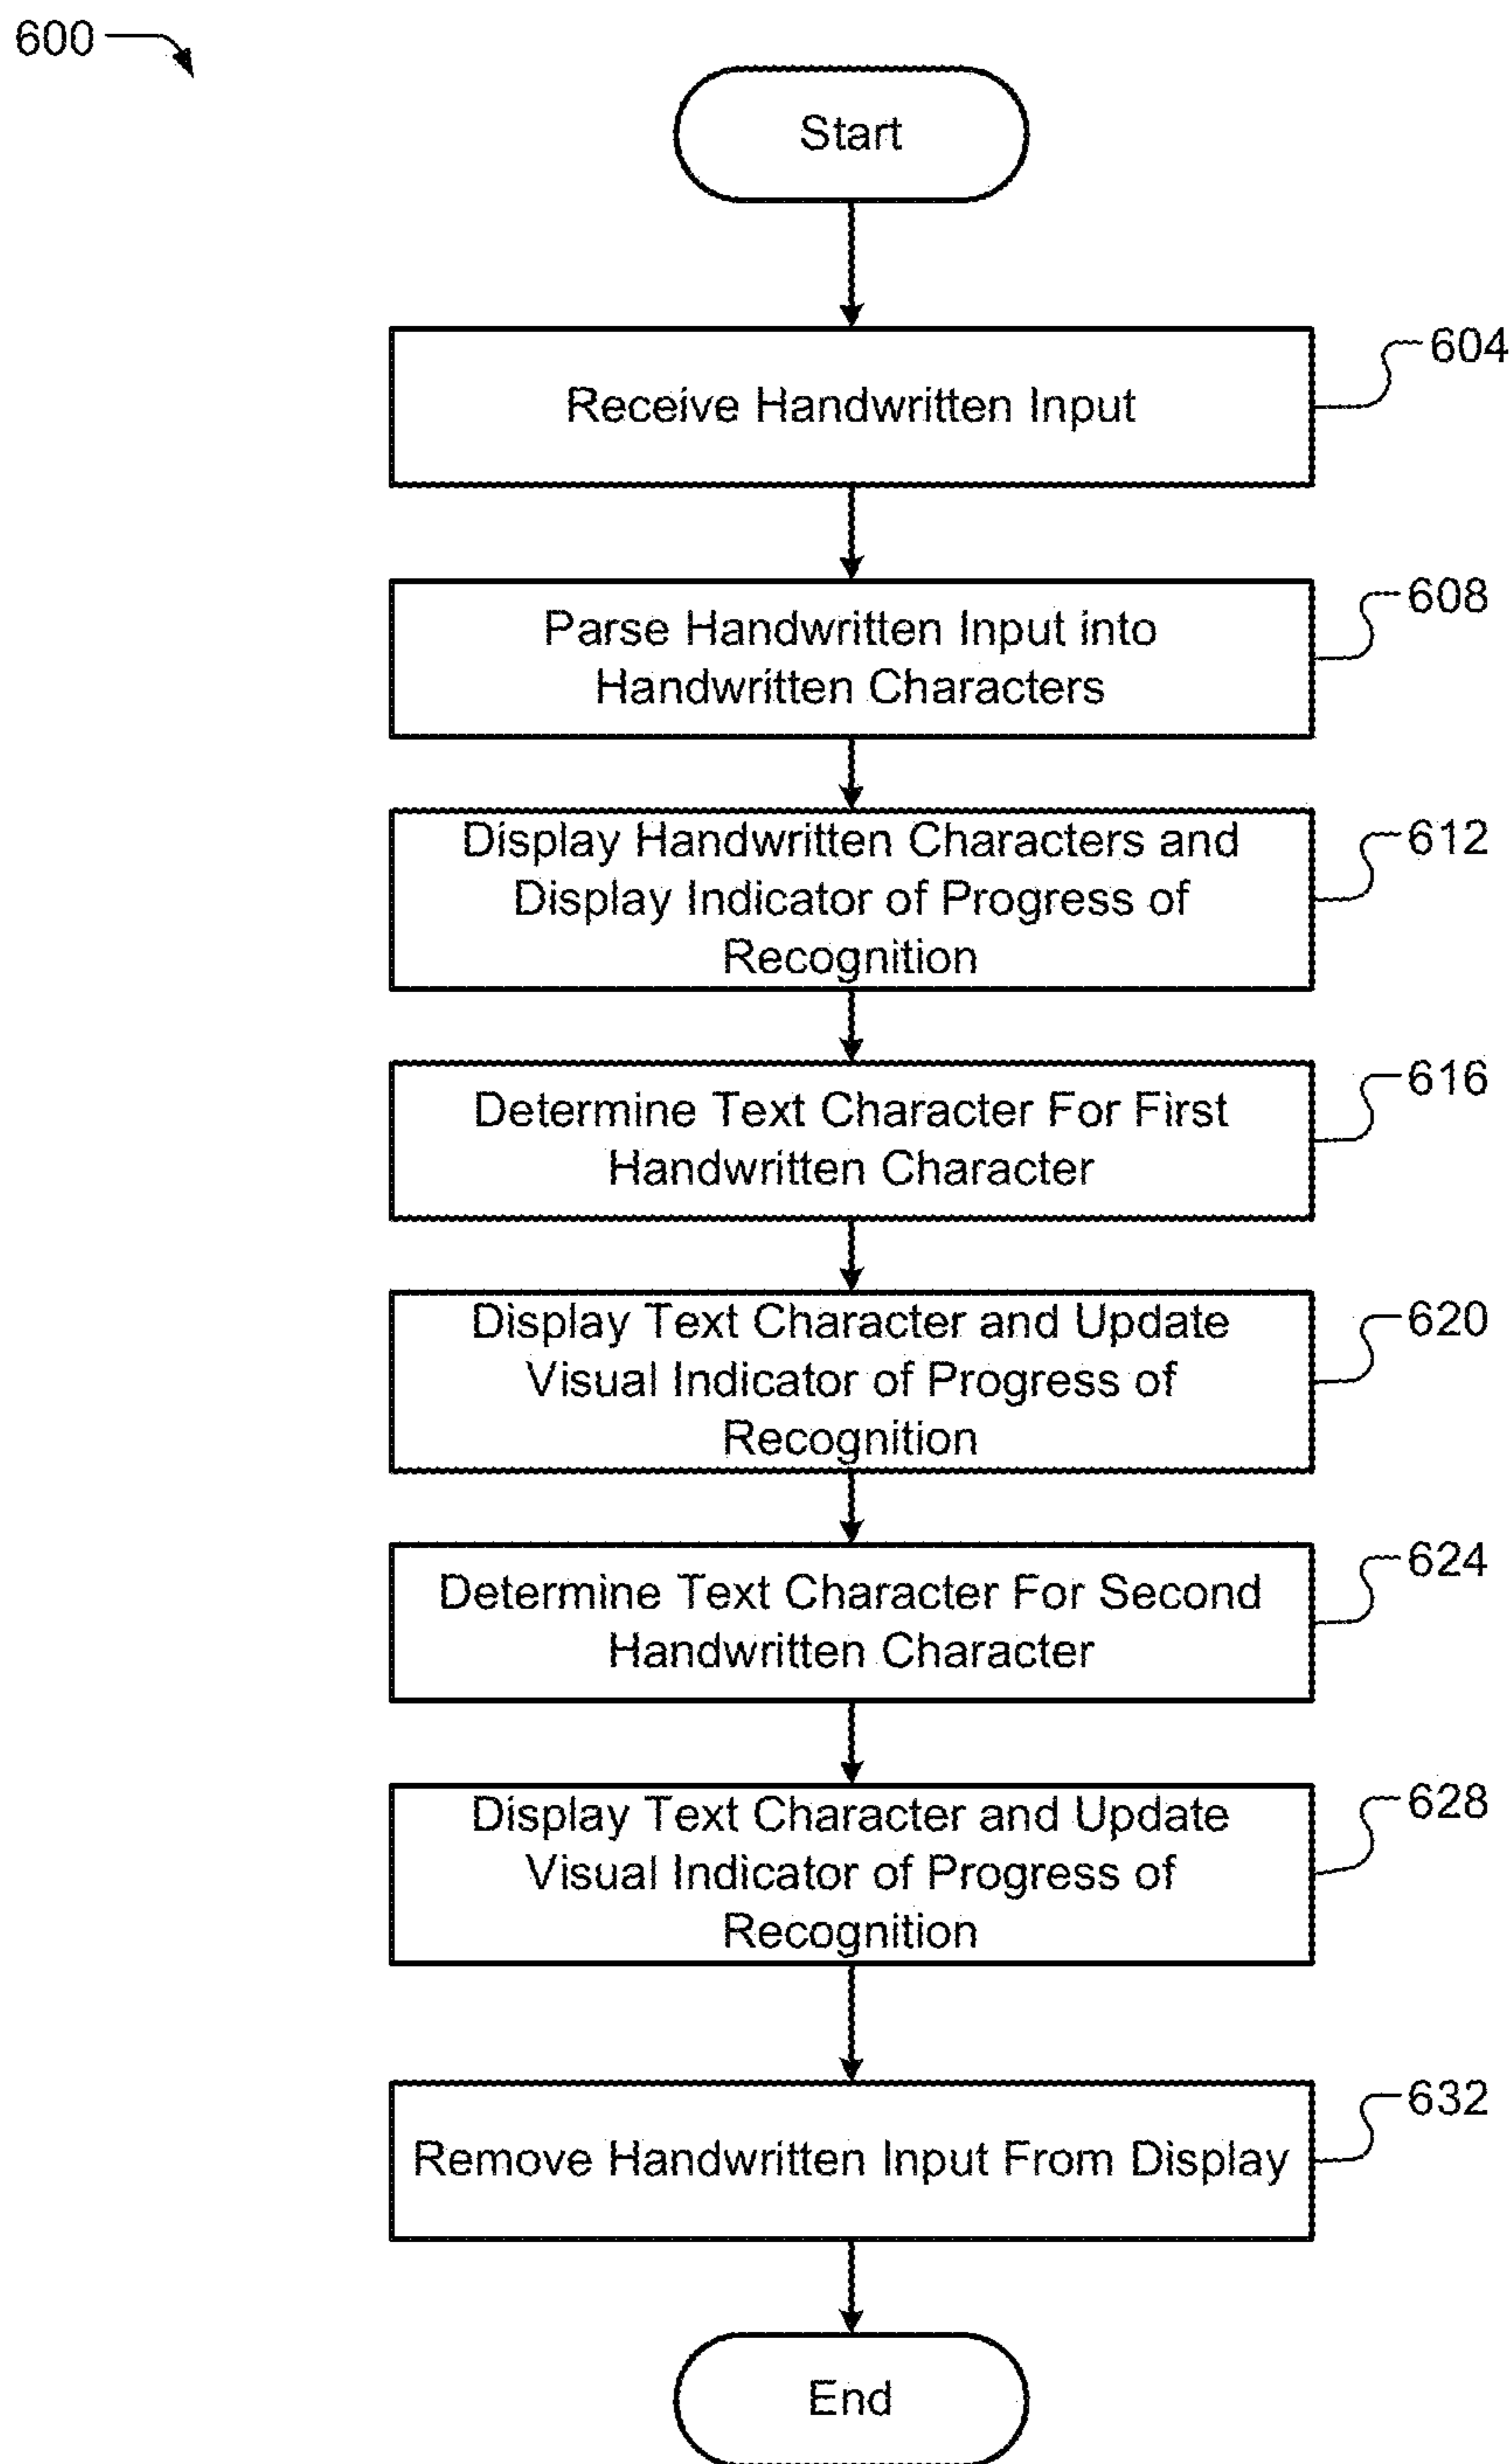 600
Start
Receive Handwritten Input
604
Parse Handwritten Input into
Handwritten Characters
608
Display Handwritten Characters and
Display Indicator of Progress of
Recognition
612
Determine Text Character For First
Handwritten Character
616
Display Text Character and Update
Visual Indicator of Progress of
Recognition
620
Determine Text Character For Second
Handwritten Character
624
Display Text Character and Update
Visual Indicator of Progress of
Recognition
628
Remove Handwritten Input From Display
632
End